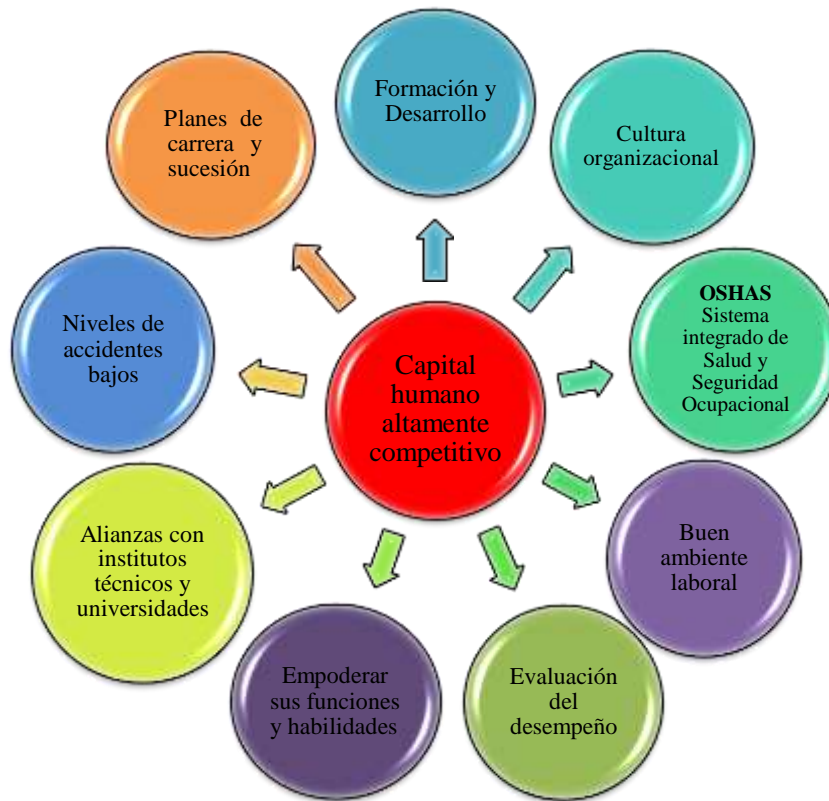 Formación y
Desarrollo
Cultura
organizacional
OSHAS
Sistema
integrado de
Salud y
Seguridad
Ocupacional
Buen
ambiente
laboral
Evaluación
del
desempeño
Empoderar
sus funciones
y habilidades
Alianzas con
institutos
técnicos y
universidades
Niveles de
accidentes
bajos
Planes de
carrera y
sucesión
Capital
humano
altamente
competitivo